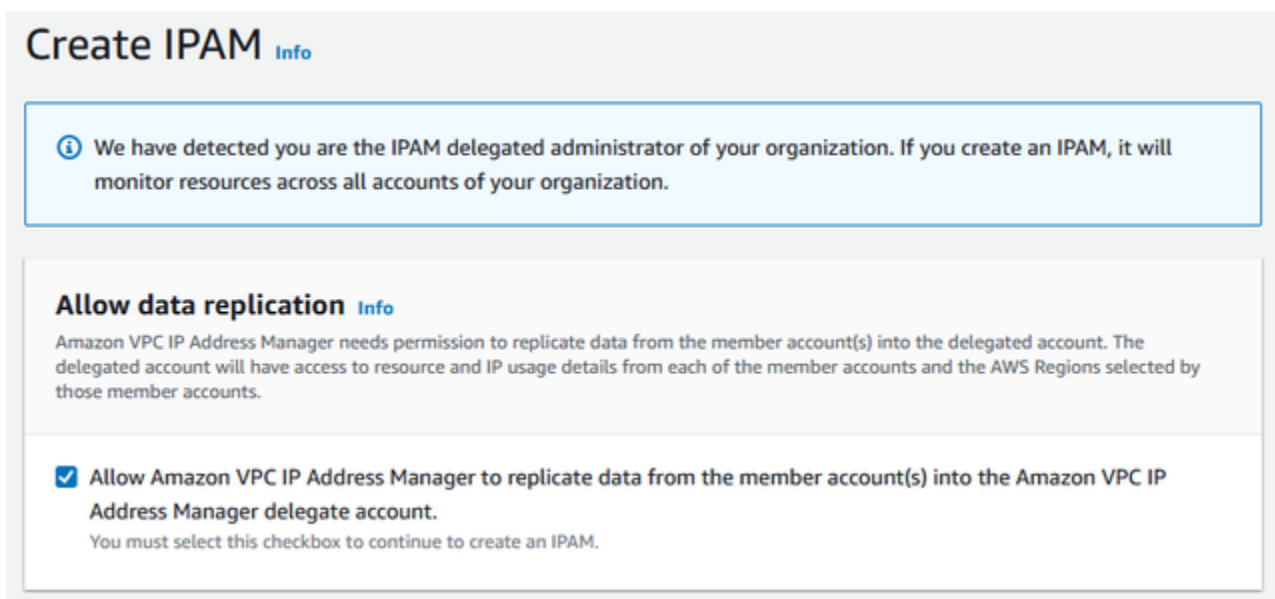 Create IPAM Info
We have detected you are the IPAM delegated administrator of your organization. If you create an IPAM, it will
monitor resources across all accounts of your organization.
Allow data replication Info
Amazon VPC IP Address Manager needs permission to replicate data from the member account(s) into the delegated account. The
delegated account will have access to resource and IP usage details from each of the member accounts and the AWS Regions selected by
those member accounts.
Allow Amazon VPC IP Address Manager to replicate data from the member account(s) into the Amazon VPC IP
Address Manager delegate account.
You must select this checkbox to continue to create an IPAM.